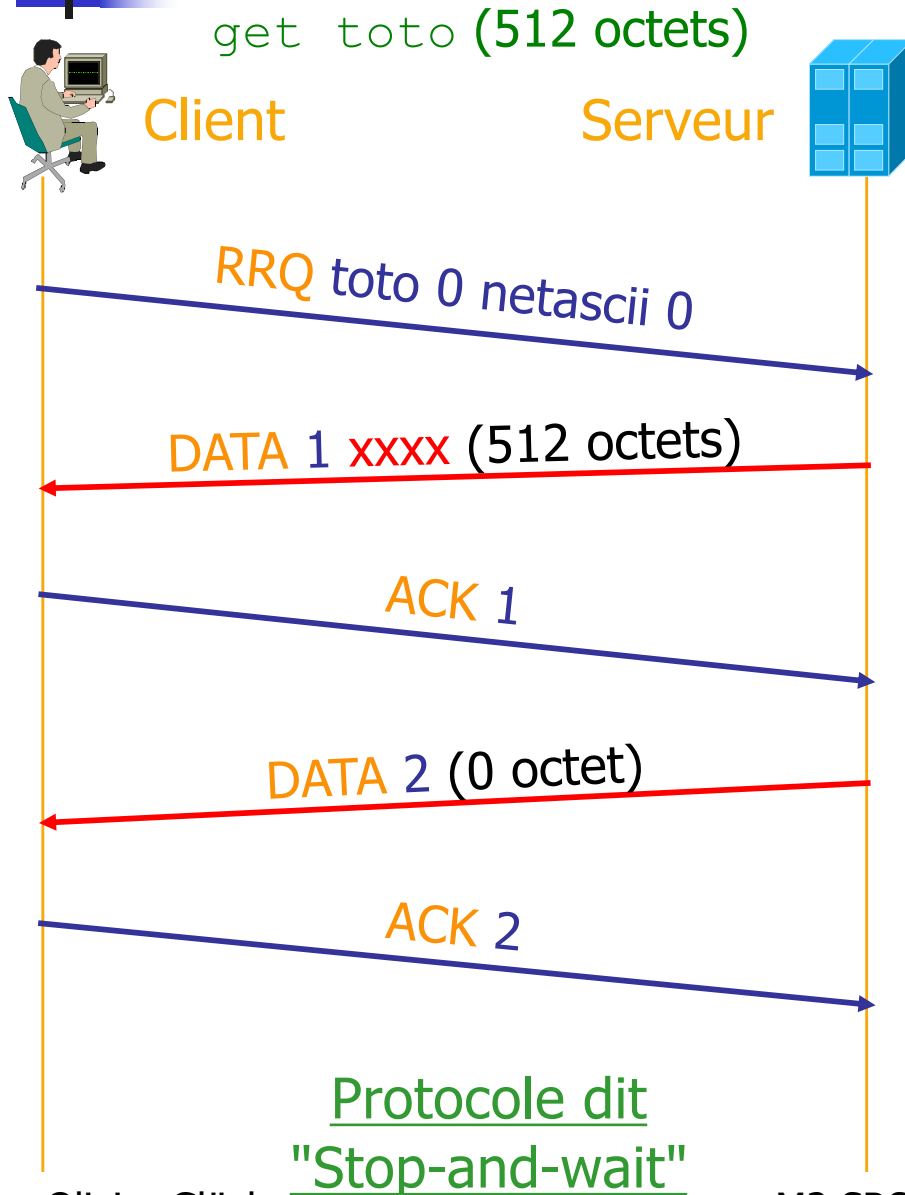 get toto (512 octets)
Client Serveur
RRQ toto 0 netascii 0
DATA 1 xxxx (512 octets)
ACK 1
DATA 2 (0 octet)
ACK 2
Protocole dit
"Stop-and-wait"